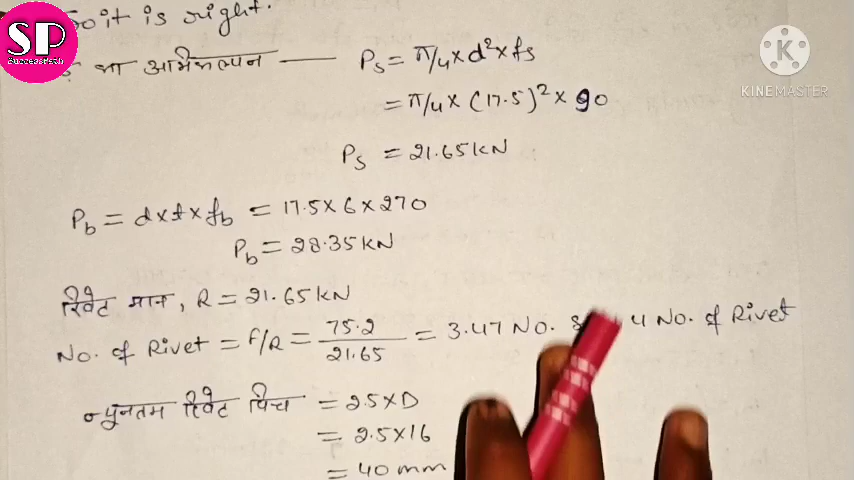 So it is right.
SP
Successpath
का अभिकल्पन — Ps = π/4 × d² × fs
= π/4 × (17.5)² × 90
Ps = 21.65 KN
Pb = d × t × fb = 17.5 × 6 × 270
Pb = 28.35 KN
रिवेट मान, R = 21.65 KN
No. of Rivet = F/R = 75.2 / 21.65 = 3.47 No. 4 No. of Rivet
न्यूनतम रिवेट पिच = 2.5 × D
= 2.5 × 16
= 40 mm
K
KINEMASTER